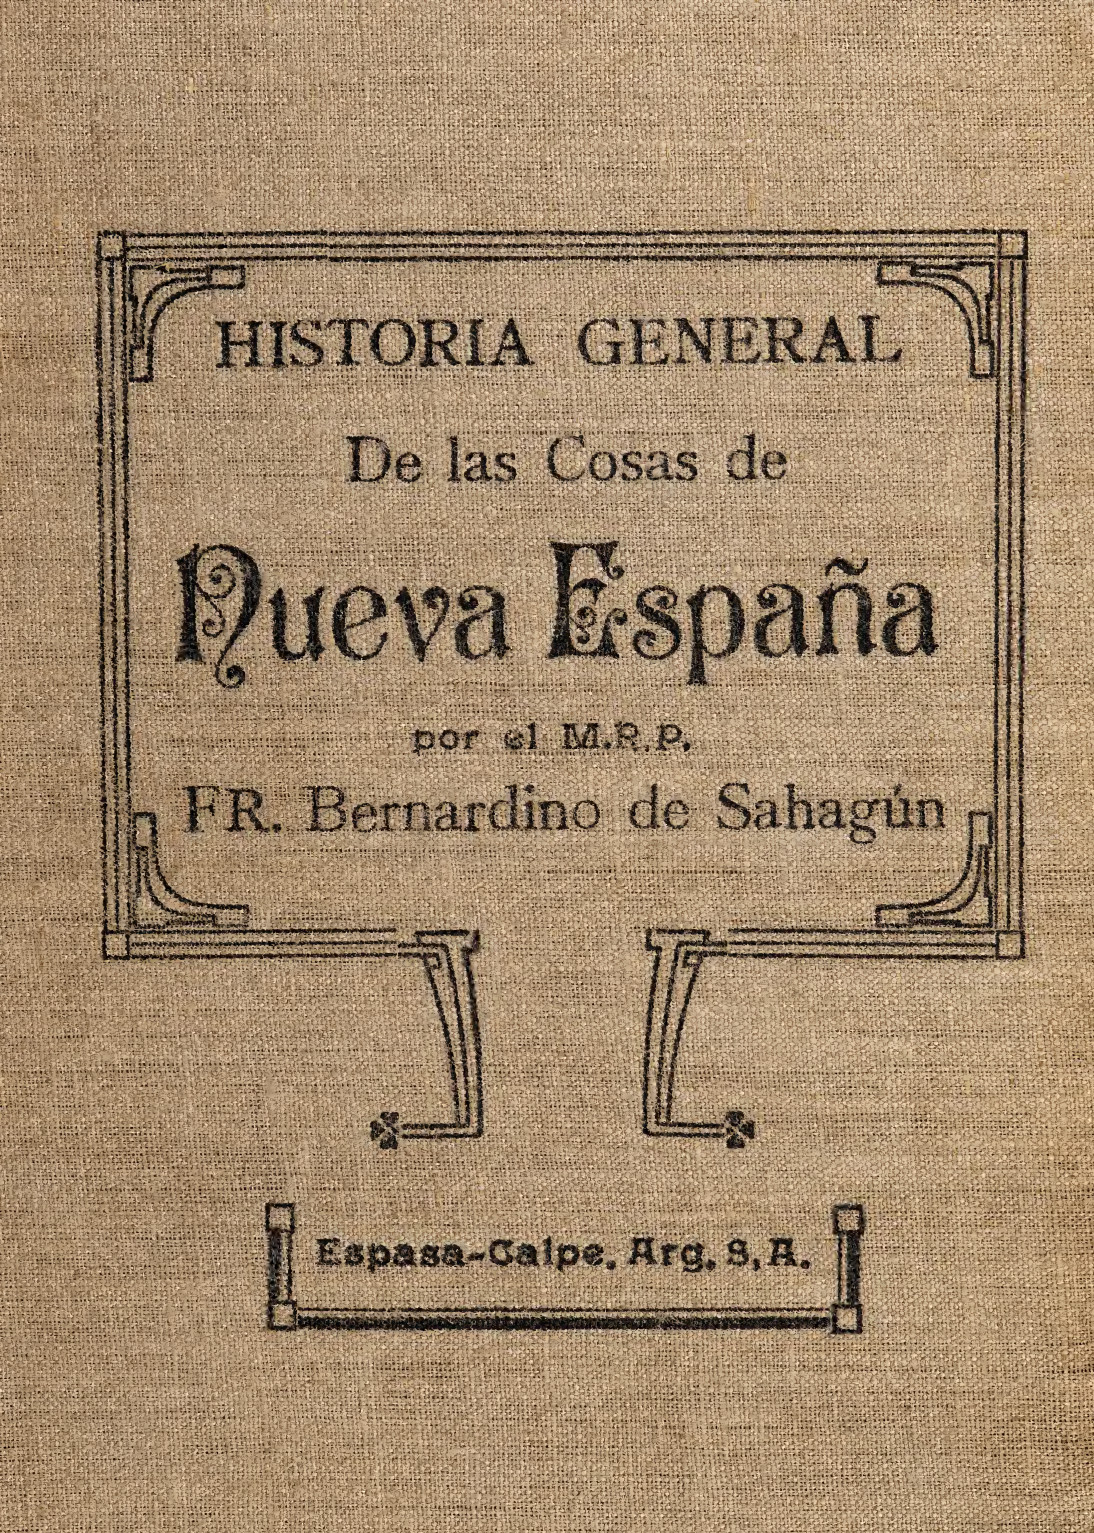 HISTORIA GENERAL
De las Cosas de
Nueva España
por el M.R.P.
FR. Bernardino de Sahagún
Espasa-Calpe. Arg. S.A.